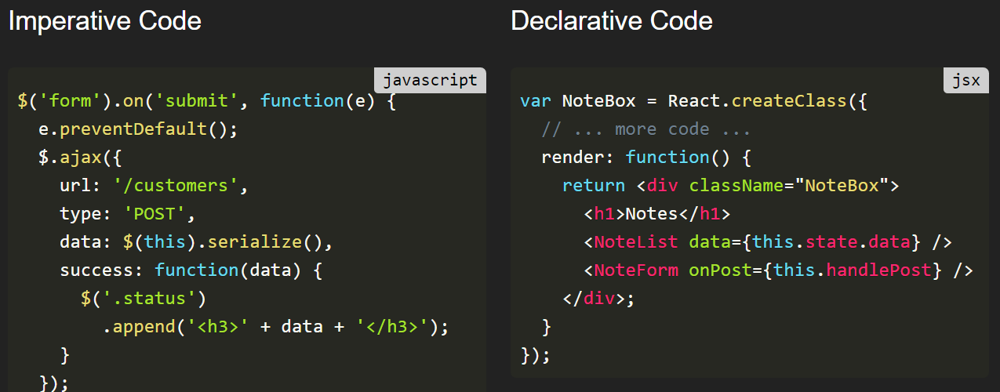 Imperative Code
javascript
$('form').on('submit', function(e) {
  e.preventDefault();
  $.ajax({
    url: '/customers',
    type: 'POST',
    data: $(this).serialize(),
    success: function(data) {
      $('.status')
        .append('<h3>' + data + '</h3>');
    }
  });
Declarative Code
jsx
var NoteBox = React.createClass({
  // ... more code ...
  render: function() {
    return <div className="NoteBox">
      <h1>Notes</h1>
      <NoteList data={this.state.data} />
      <NoteForm onPost={this.handlePost} />
    </div>;
  }
});